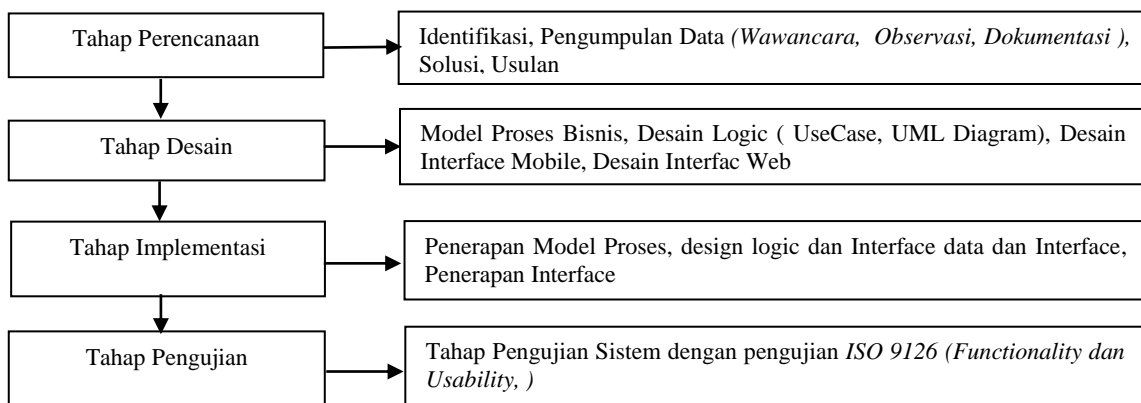 Tahap Perencanaan
Identifikasi, Pengumpulan Data (Wawancara, Observasi, Dokumentasi ),
Solusi, Usulan
Tahap Desain
Model Proses Bisnis, Desain Logic ( UseCase, UML Diagram), Desain
Interface Mobile, Desain Interfac Web
Tahap Implementasi
Penerapan Model Proses, design logic dan Interface data dan Interface,
Penerapan Interface
Tahap Pengujian
Tahap Pengujian Sistem dengan pengujian ISO 9126 (Functionality dan
Usability, )